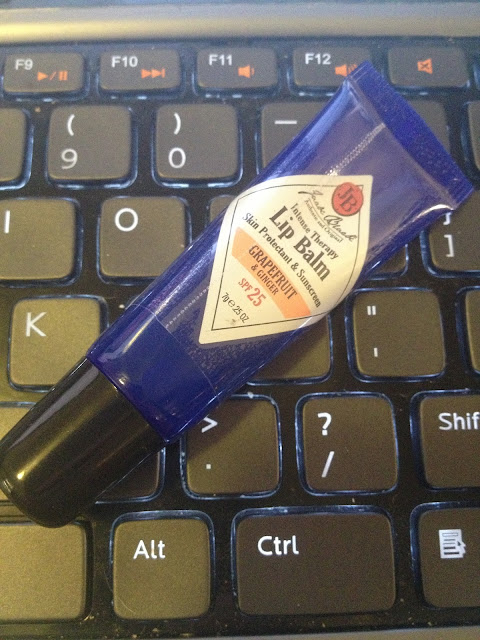 F9
F10
F11
F12
(
9
)
0
—
I
O
]
K
"
'
>
.
?
/
Shif
Alt
Ctrl
JB
Jack Black
Intense Therapy
Lip Balm
Skin Protectant & Sunscreen
GRAPEFRUIT
& GINGER
SPF 25
7g℮.25 OZ.